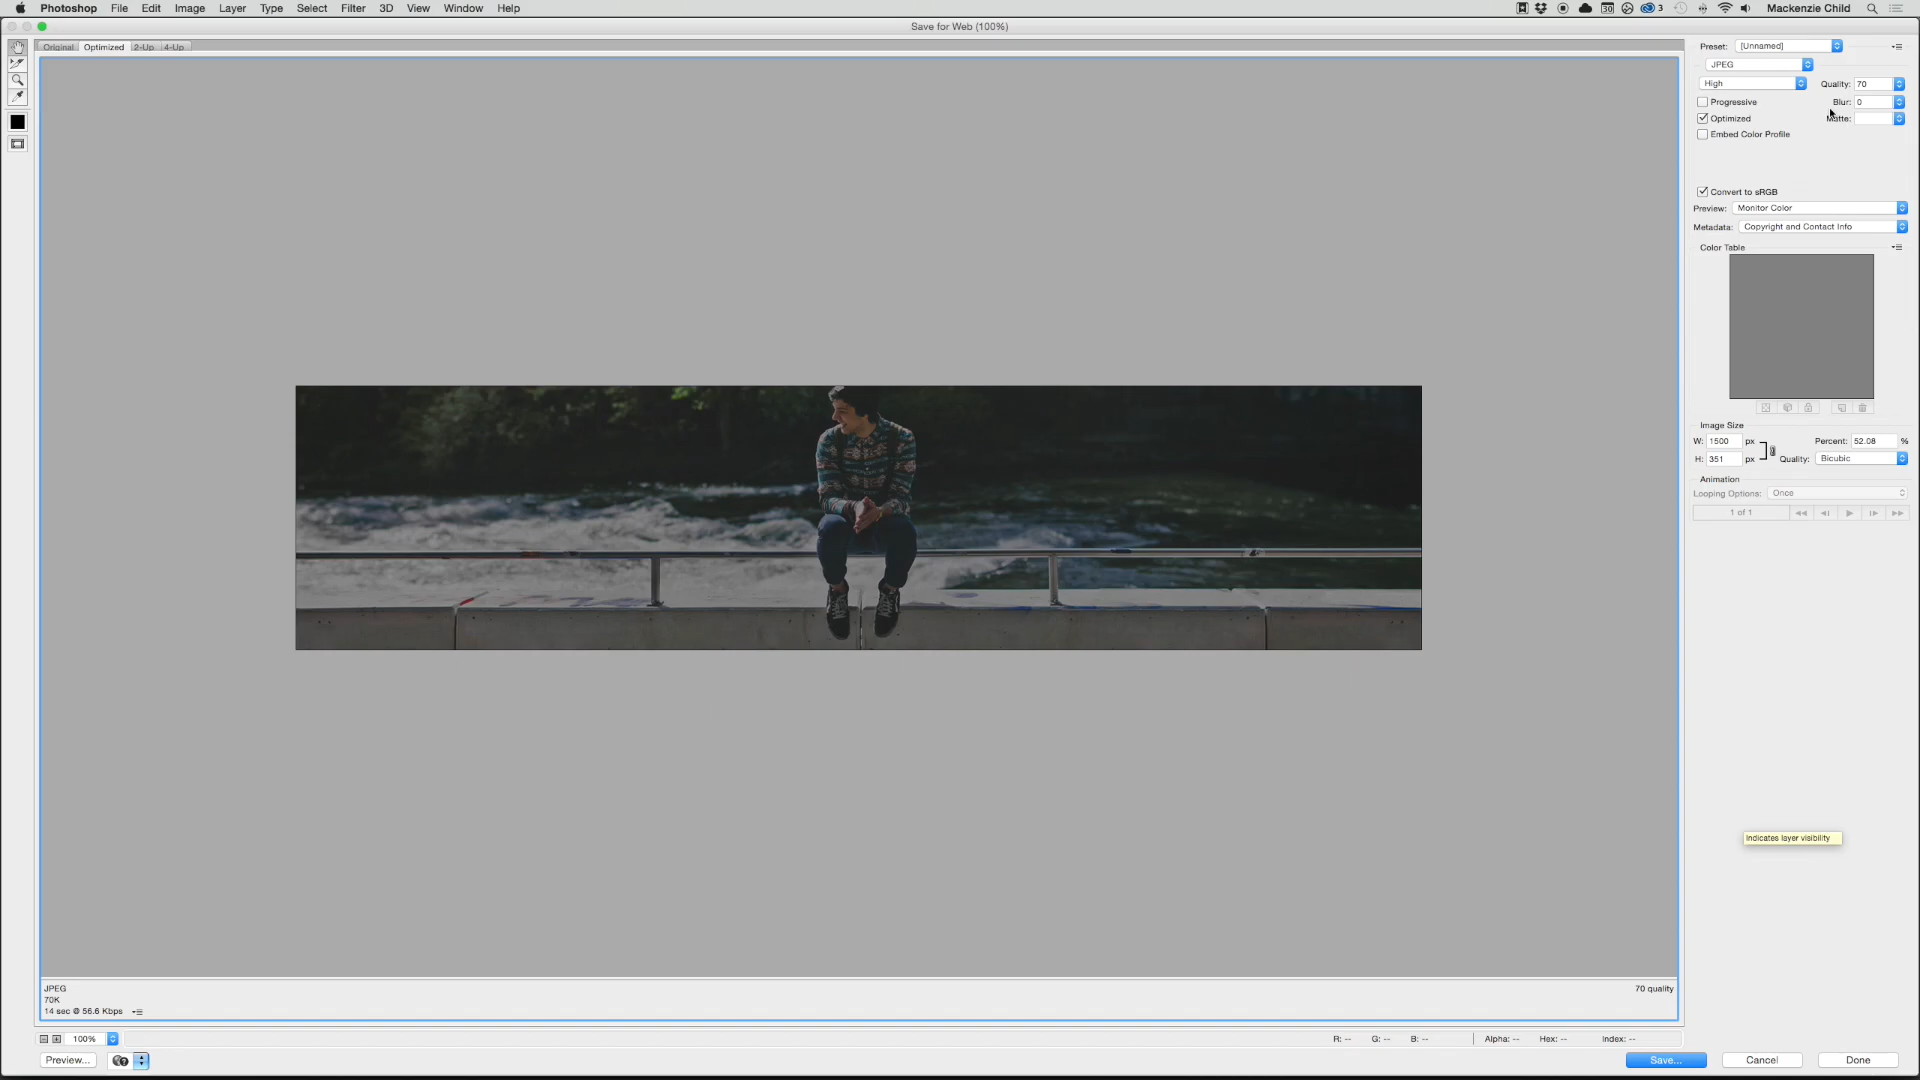 Photoshop File Edit Image Layer Type Select Filter 3D View Window Help 30 3 Mackenzie Child
Save for Web (100%)
Original Optimized 2-Up 4-Up
Preset: [Unnamed]
JPEG
High Quality: 70
Progressive Blur: 0
Optimized Matte:
Embed Color Profile
Convert to sRGB
Preview: Monitor Color
Metadata: Copyright and Contact Info
Color Table
Image Size
W: 1500 px Percent: 52.08 %
H: 351 px Quality: Bicubic
Animation
Looping Options: Once
1 of 1
Indicates layer visibility
JPEG 70 quality
70K
14 sec @ 56.6 Kbps
100% R: -- G: -- B: -- Alpha: -- Hex: -- Index: --
Preview... Save... Cancel Done